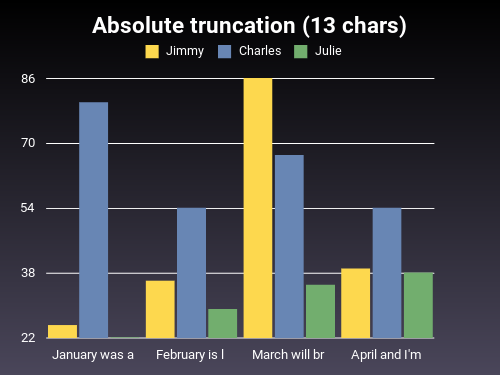 Absolute truncation (13 chars)
Jimmy Charles Julie
86
70
54
38
22
January was a February is l March will br April and I'm